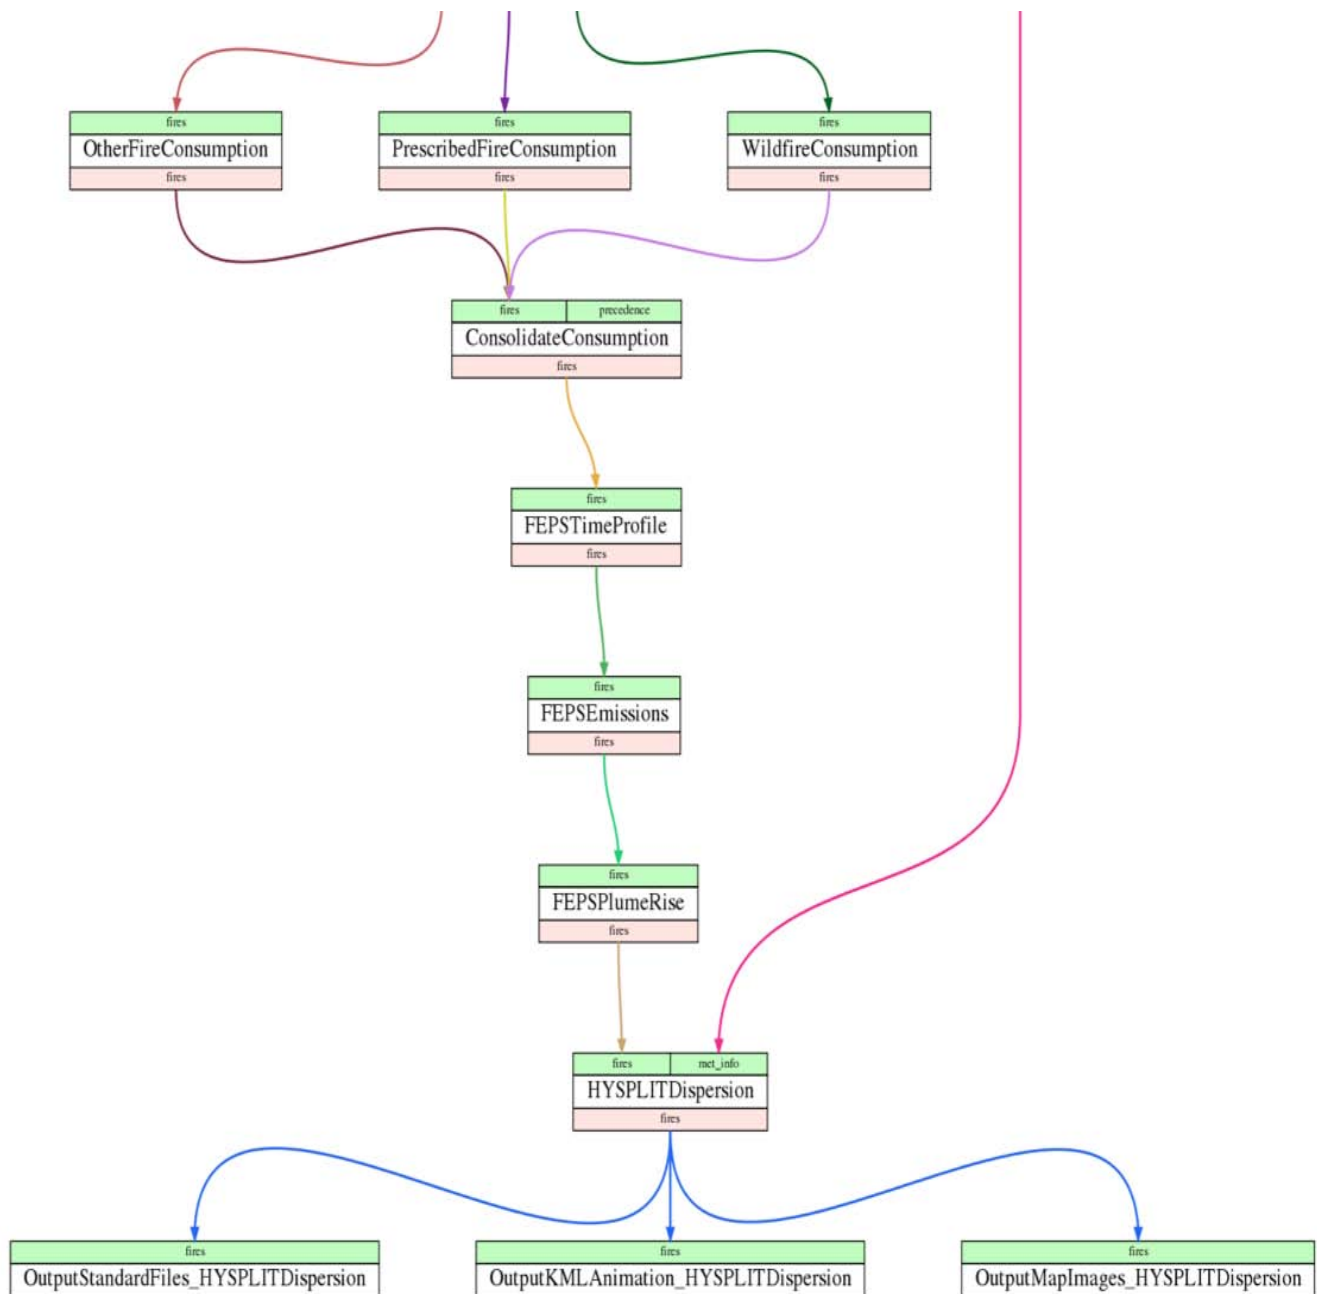 fires
fires
fires
OtherFireConsumption
PrescribedFireConsumption
WildfireConsumption
fires
fires
fires
fires
precedence
ConsolidateConsumption
fires
fires
FEPSTimeProfile
fires
fires
FEPSEmissions
fires
fires
FEPSPlumeRise
fires
fires
met_info
HYSPLITDispersion
fires
fires
fires
fires
OutputStandardFiles_HYSPLITDispersion
OutputKMLAnimation_HYSPLITDispersion
OutputMapImages_HYSPLITDispersion